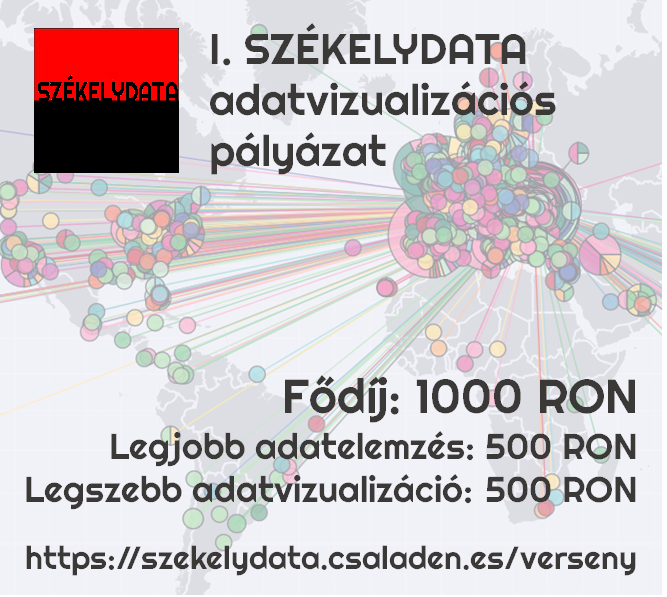 SZÉKELYDATA
I. SZÉKELYDATA
adatvizualizációs
pályázat
Fődíj: 1000 RON
Legjobb adatelemzés: 500 RON
Legszebb adatvizualizáció: 500 RON
https://szekelydata.csaladen.es/verseny